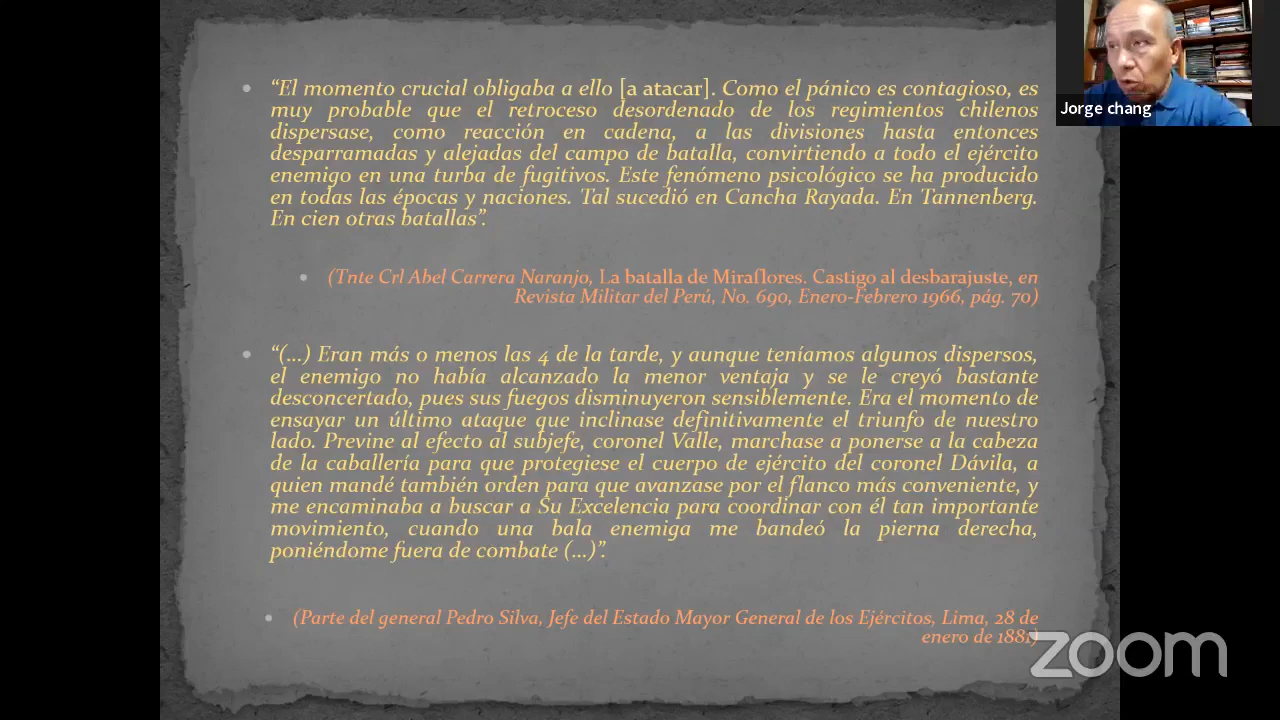 • “El momento crucial obligaba a ello [a atacar]. Como el pánico es contagioso, es
muy probable que el retroceso desordenado de los regimientos chilenos
dispersase, como reacción en cadena, a las divisiones hasta entonces
desparramadas y alejadas del campo de batalla, convirtiendo a todo el ejército
enemigo en una turba de fugitivos. Este fenómeno psicológico se ha producido
en todas las épocas y naciones. Tal sucedió en Cancha Rayada. En Tannenberg.
En cien otras batallas”.
• (Tnte Crl Abel Carrera Naranjo, La batalla de Miraflores. Castigo al desbarajuste, en
Revista Militar del Perú, No. 690, Enero-Febrero 1966, pág. 70)
• “(...) Eran más o menos las 4 de la tarde, y aunque teníamos algunos dispersos,
el enemigo no había alcanzado la menor ventaja y se le creyó bastante
desconcertado, pues sus fuegos disminuyeron sensiblemente. Era el momento de
ensayar un último ataque que inclinase definitivamente el triunfo de nuestro
lado. Previne al efecto al subjefe, coronel Valle, marchase a ponerse a la cabeza
de la caballería para que protegiese el cuerpo de ejército del coronel Dávila, a
quien mandé también orden para que avanzase por el flanco más conveniente, y
me encaminaba a buscar a Su Excelencia para coordinar con él tan importante
movimiento, cuando una bala enemiga me bandeó la pierna derecha,
poniéndome fuera de combate (...)”.
• (Parte del general Pedro Silva, Jefe del Estado Mayor General de los Ejércitos, Lima, 28 de
enero de 1881)
Jorge chang
zoom